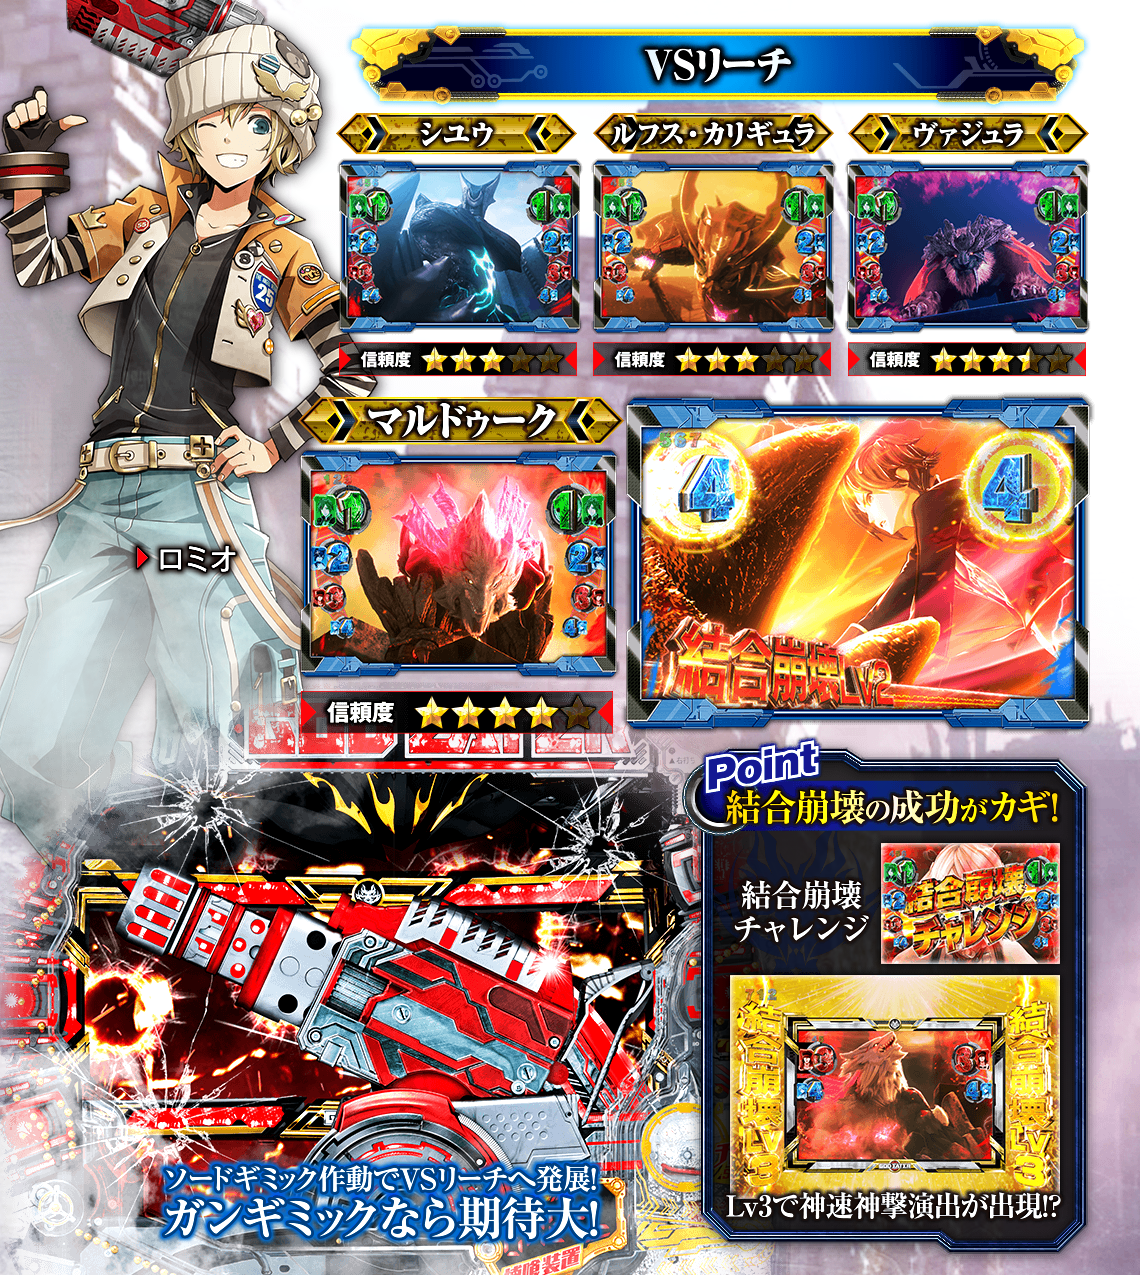 VSリーチ
シユウ
ルフス・カリギュラ
ヴァジュラ
信頼度
信頼度
信頼度
マルドゥーク
567
4
4
結合崩壊LV2
ロミオ
信頼度
Point
結合崩壊の成功がカギ!
結合崩壊
チャレンジ
結合崩壊
チャレンジ
712
結合崩壊LV3
結合崩壊LV3
GOD EATER
Lv3で神速神撃演出が出現!?
ソードギミック作動でVSリーチへ発展!
ガンギミックなら期待大!